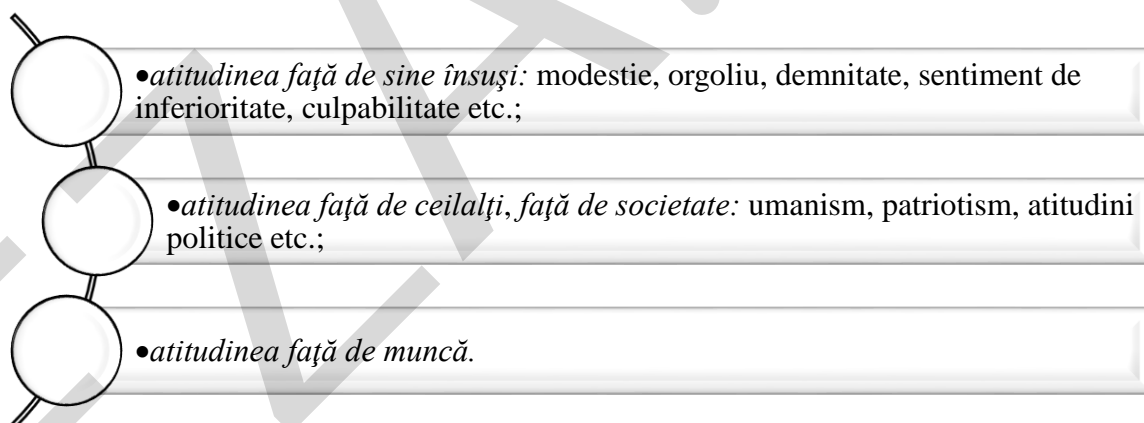 •atitudinea faţă de sine însuşi: modestie, orgoliu, demnitate, sentiment de
inferioritate, culpabilitate etc.;
•atitudinea faţă de ceilalţi, faţă de societate: umanism, patriotism, atitudini
politice etc.;
•atitudinea faţă de muncă.